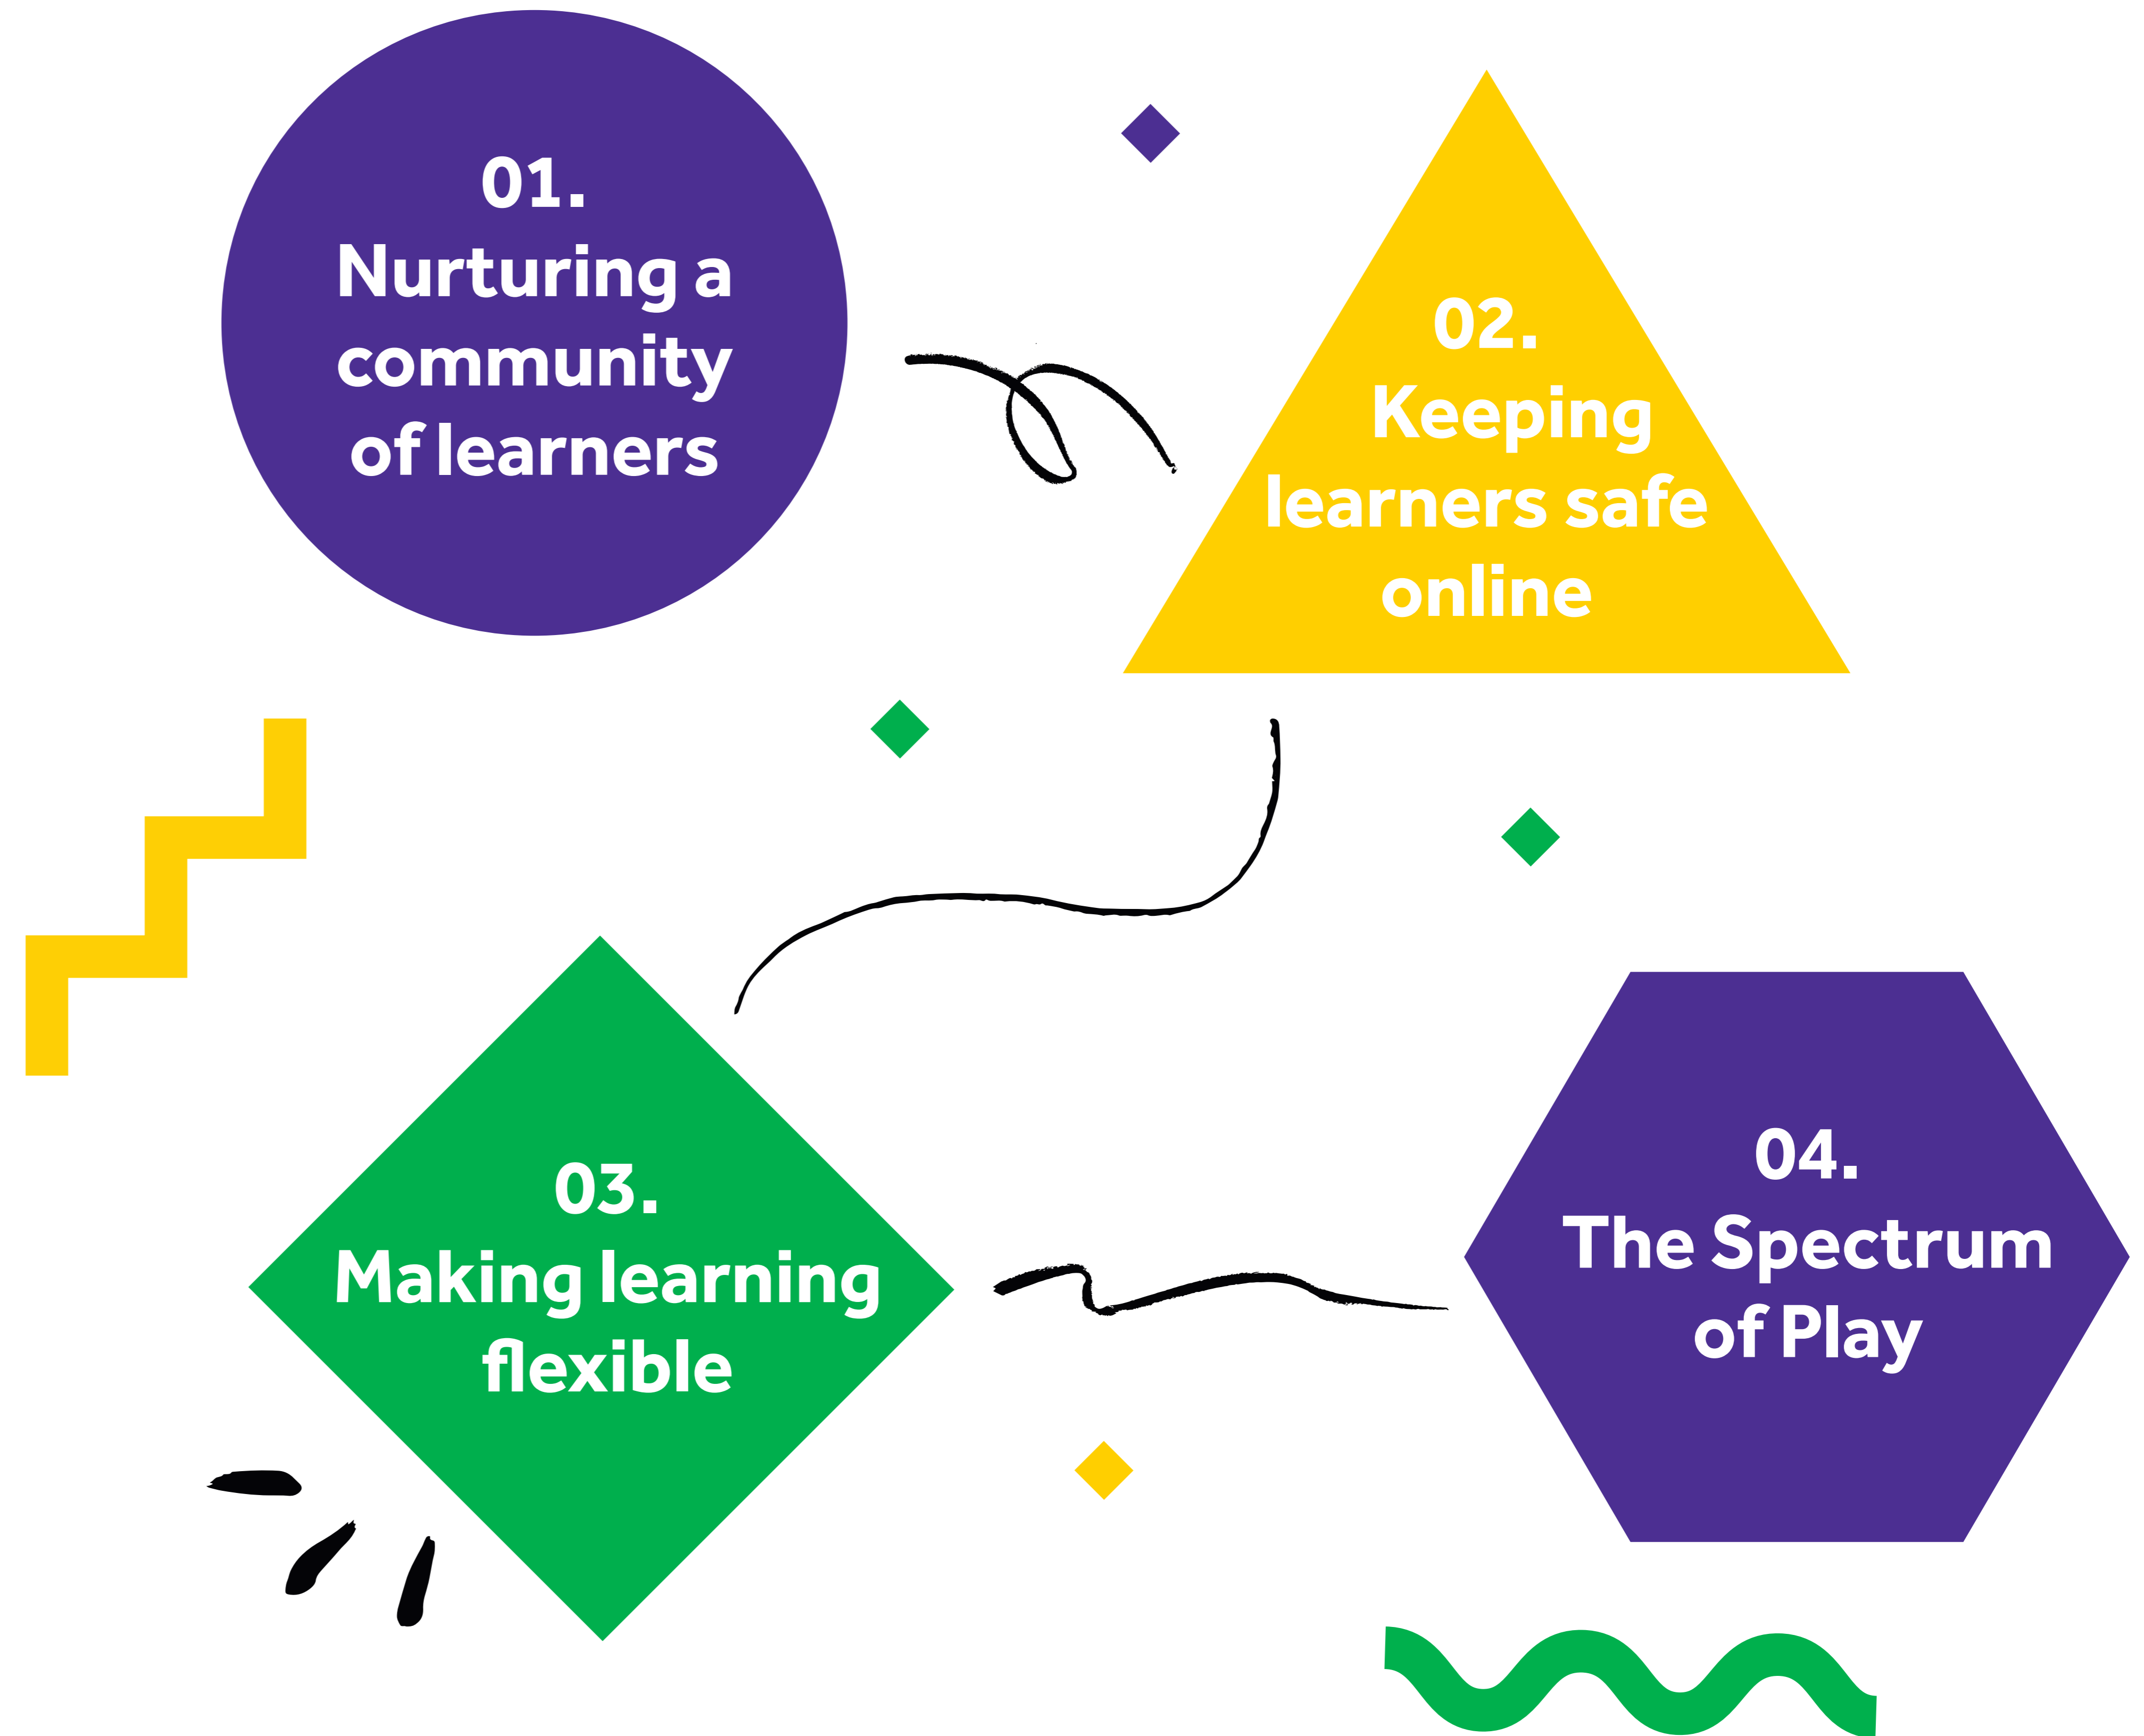 01.
Nurturing a
community
of learners
02.
Keeping
learners safe
online
03.
Making learning
flexible
04.
The Spectrum
of Play